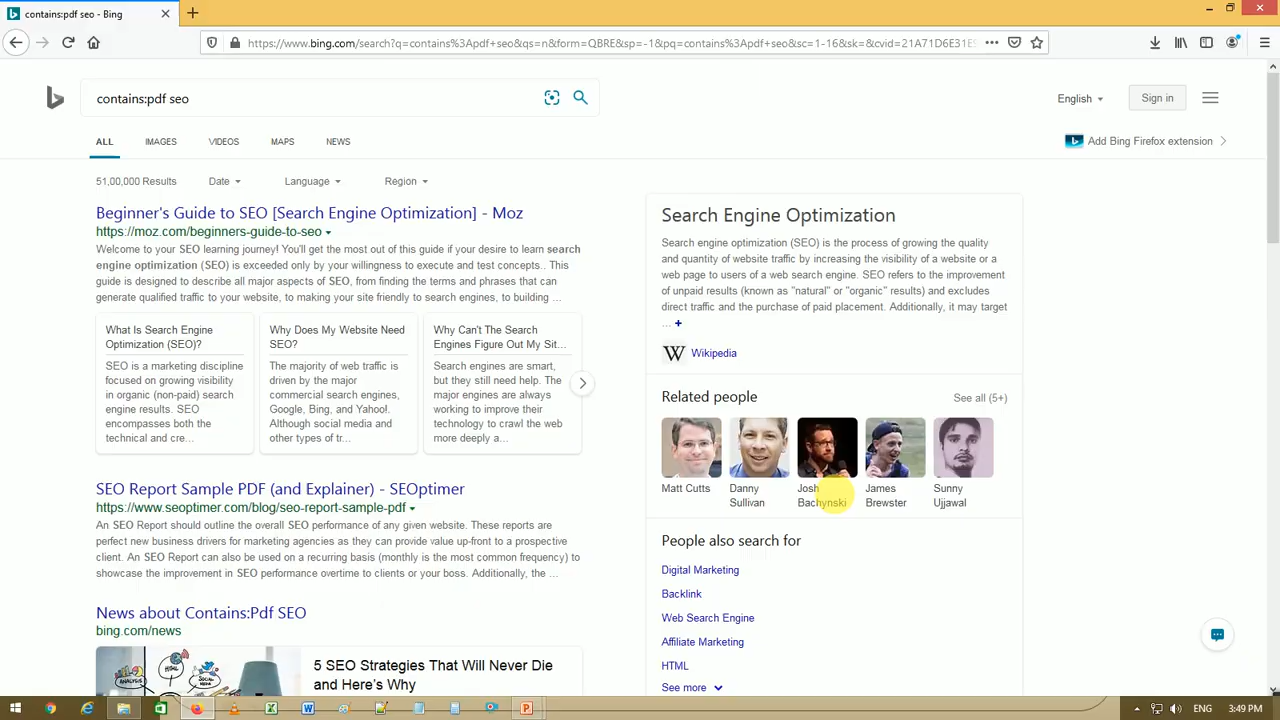 contains:pdf seo - Bing
https://www.bing.com/search?q=contains%3Apdf+seo&qs=n&form=QBRE&sp=-1&pq=contains%3Apdf+seo&sc=1-16&sk=&cvid=21A71D6E31E
contains:pdf seo
English
Sign in
ALL IMAGES VIDEOS MAPS NEWS
Add Bing Firefox extension
51,00,000 Results Date Language Region
Beginner's Guide to SEO [Search Engine Optimization] - Moz
https://moz.com/beginners-guide-to-seo
Welcome to your SEO learning journey! You'll get the most out of this guide if your desire to learn search
engine optimization (SEO) is exceeded only by your willingness to execute and test concepts.. This
guide is designed to describe all major aspects of SEO, from finding the terms and phrases that can
generate qualified traffic to your website, to making your site friendly to search engines, to building ...
What Is Search Engine
Optimization (SEO)?
SEO is a marketing discipline
focused on growing visibility
in organic (non-paid) search
engine results. SEO
encompasses both the
technical and cre...
Why Does My Website Need
SEO?
The majority of web traffic is
driven by the major
commercial search engines,
Google, Bing, and Yahoo!.
Although social media and
other types of tr...
Why Can't The Search
Engines Figure Out My Sit...
Search engines are smart,
but they still need help. The
major engines are always
working to improve their
technology to crawl the web
more deeply a...
SEO Report Sample PDF (and Explainer) - SEOptimer
https://www.seoptimer.com/blog/seo-report-sample-pdf
An SEO Report should outline the overall SEO performance of any given website. These reports are
perfect new business drivers for marketing agencies as they can provide value up-front to a prospective
client. An SEO Report can also be used on a recurring basis (monthly is the most common frequency) to
showcase the improvement in SEO performance overtime to clients or your boss. Additionally, the ...
News about Contains:Pdf SEO
bing.com/news
5 SEO Strategies That Will Never Die
and Here's Why
Search Engine Optimization
Search engine optimization (SEO) is the process of growing the quality
and quantity of website traffic by increasing the visibility of a website or a
web page to users of a web search engine. SEO refers to the improvement
of unpaid results (known as "natural" or "organic" results) and excludes
direct traffic and the purchase of paid placement. Additionally, it may target
... +
W Wikipedia
Related people
See all (5+)
Matt Cutts
Danny
Sullivan
Josh
Bachynski
James
Brewster
Sunny
Ujjawal
People also search for
Digital Marketing
Backlink
Web Search Engine
Affiliate Marketing
HTML
See more
3:49 PM